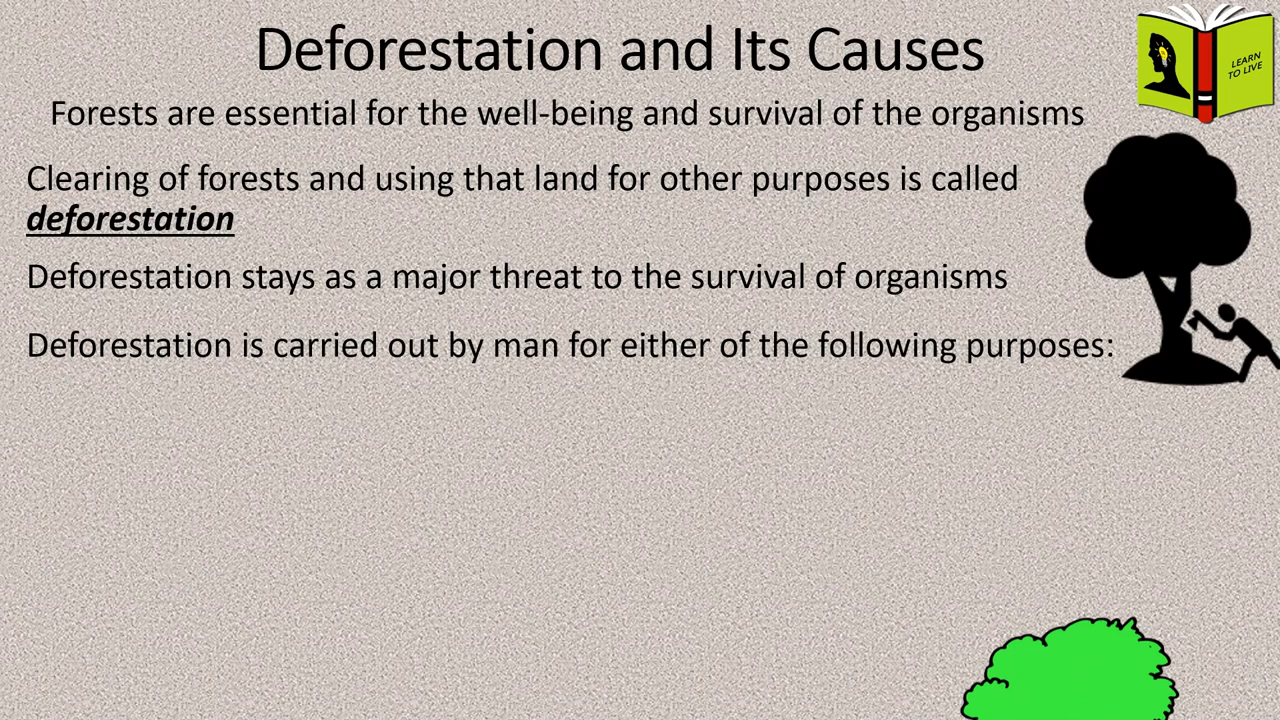 Deforestation and Its Causes
LEARN
TO LIVE
Forests are essential for the well-being and survival of the organisms
Clearing of forests and using that land for other purposes is called
deforestation
Deforestation stays as a major threat to the survival of organisms
Deforestation is carried out by man for either of the following purposes: